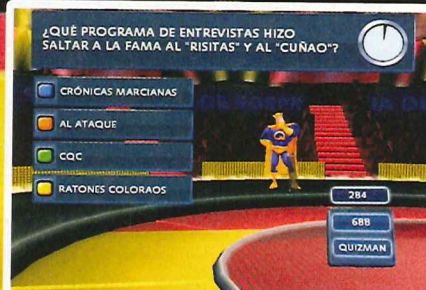 ¿QUÉ PROGRAMA DE ENTREVISTAS HIZO
SALTAR A LA FAMA AL "RISITAS" Y AL "CUÑAO"?
CRÓNICAS MARCIANAS
AL ATAQUE
CQC
RATONES COLORAOS
284
688
QUIZMAN